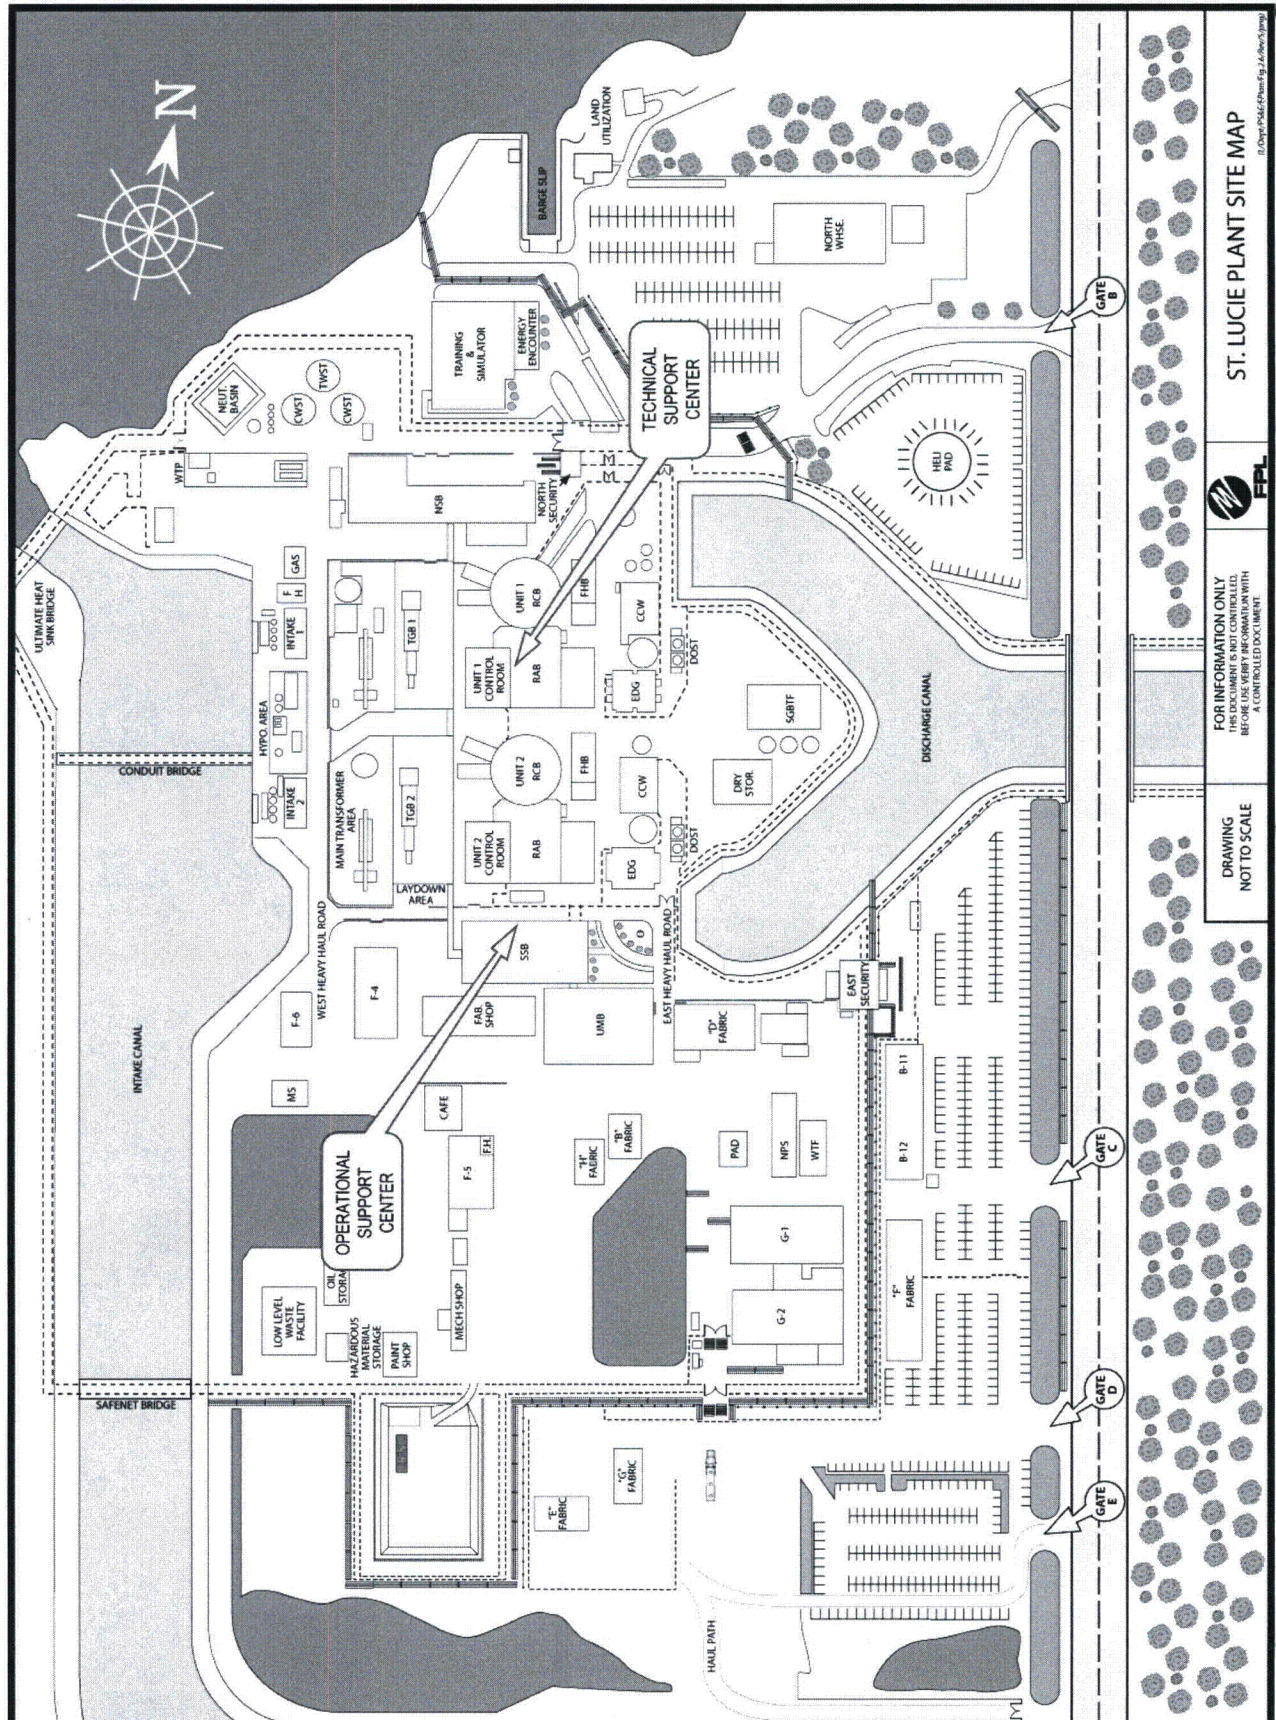 N
ULTIMATE HEAT
SINK BRIDGE
WTP
NEUT.
BASIN
CWST
TWST
CWST
TRAINING
&
SIMULATOR
ENERGY
ENCOUNTER
BARGE SLIP
LAND
UTILIZATION
NORTH
WHSE.
TECHNICAL
SUPPORT
CENTER
NORTH
SECURITY
NSB
GAS
F
H
INTAKE
1
HYPO. AREA
INTAKE
2
CONDUIT BRIDGE
INTAKE CANAL
TGB 1
MAIN TRANSFORMER
AREA
TGB 2
LAYDOWN
AREA
WEST HEAVY HAUL ROAD
UNIT 1
RCB
FHB
UNIT 1
CONTROL
ROOM
RAB
CCW
EDG
DOST
UNIT 2
RCB
FHB
UNIT 2
CONTROL
ROOM
RAB
CCW
EDG
DOST
SGBTF
DRY
STOR.
DISCHARGE CANAL
HELI
PAD
GATE
B
EAST HEAVY HAUL ROAD
SSB
F-4
F-6
FAB.
SHOP
UMB
"D"
FABRIC
EAST
SECURITY
MS
CAFE
F.H.
F-5
OPERATIONAL
SUPPORT
CENTER
"H"
FABRIC
"B"
FABRIC
PAD
NPS
WTF
B-11
B-12
GATE
C
G-1
G-2
"F"
FABRIC
OIL
LOW LEVEL
WASTE
FACILITY
HAZARDOUS
MATERIAL
STORAGE
PAINT
SHOP
MECH SHOP
SAFENET BRIDGE
"E"
FABRIC
"G"
FABRIC
HAUL PATH
GATE
D
GATE
E
DRAWING
NOT TO SCALE
FOR INFORMATION ONLY
THIS DOCUMENT IS NOT CONTROLLED.
BEFORE USE VERIFY INFORMATION WITH
A CONTROLLED DOCUMENT.
FPL
ST. LUCIE PLANT SITE MAP